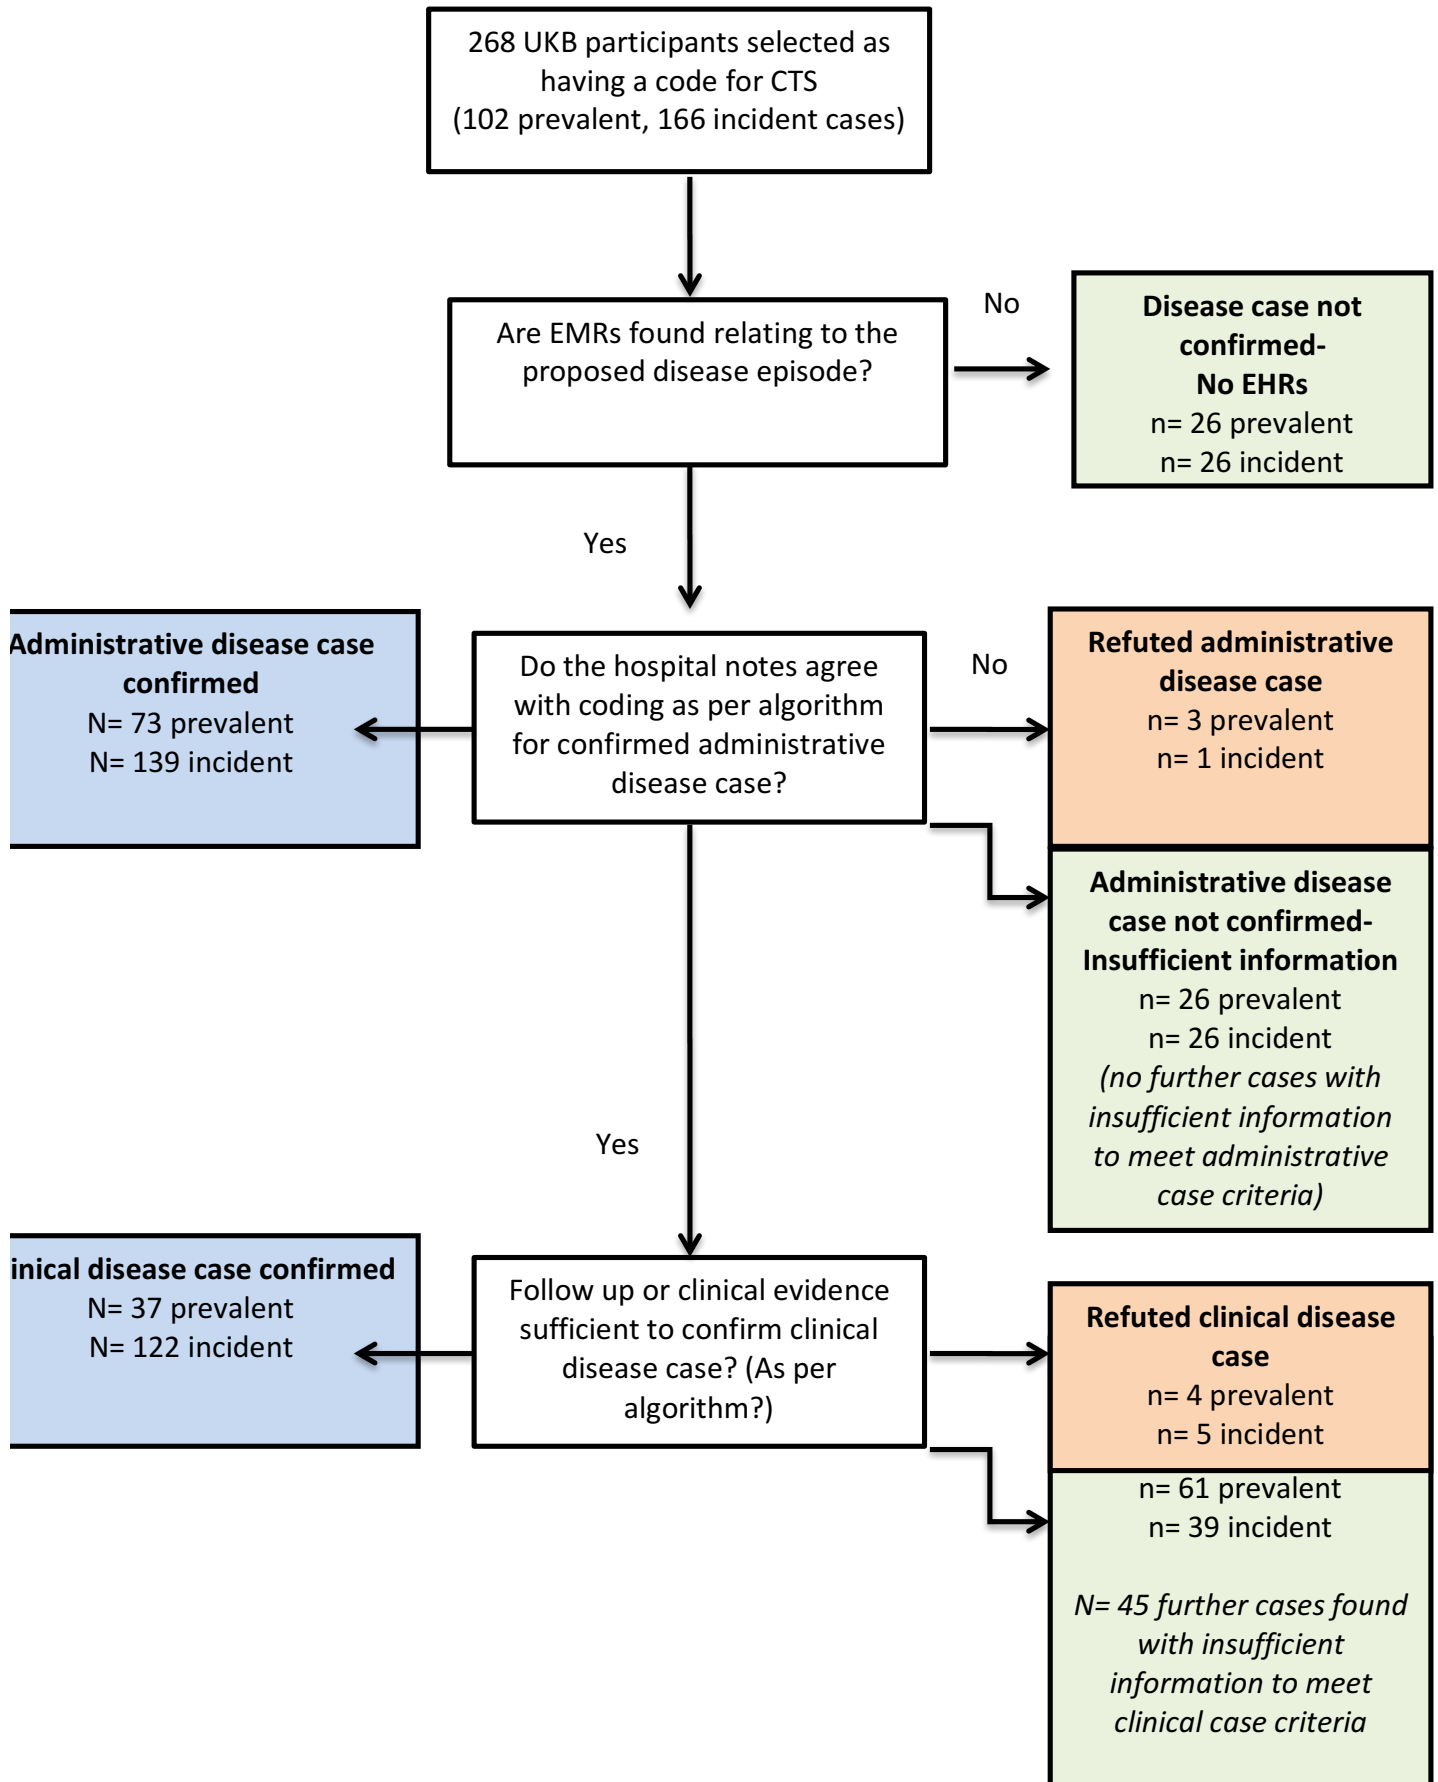 268 UKB participants selected as
having a code for CTS
(102 prevalent, 166 incident cases)
Are EMRs found relating to the
proposed disease episode?
No
Disease case not
confirmed-
No EHRs
n= 26 prevalent
n= 26 incident
Yes
Administrative disease case
confirmed
N= 73 prevalent
N= 139 incident
Do the hospital notes agree
with coding as per algorithm
for confirmed administrative
disease case?
No
Refuted administrative
disease case
n= 3 prevalent
n= 1 incident
Administrative disease
case not confirmed-
Insufficient information
n= 26 prevalent
n= 26 incident
(no further cases with
insufficient information
to meet administrative
case criteria)
Yes
inical disease case confirmed
N= 37 prevalent
N= 122 incident
Follow up or clinical evidence
sufficient to confirm clinical
disease case? (As per
algorithm?)
Refuted clinical disease
case
n= 4 prevalent
n= 5 incident
n= 61 prevalent
n= 39 incident
N= 45 further cases found
with insufficient
information to meet
clinical case criteria